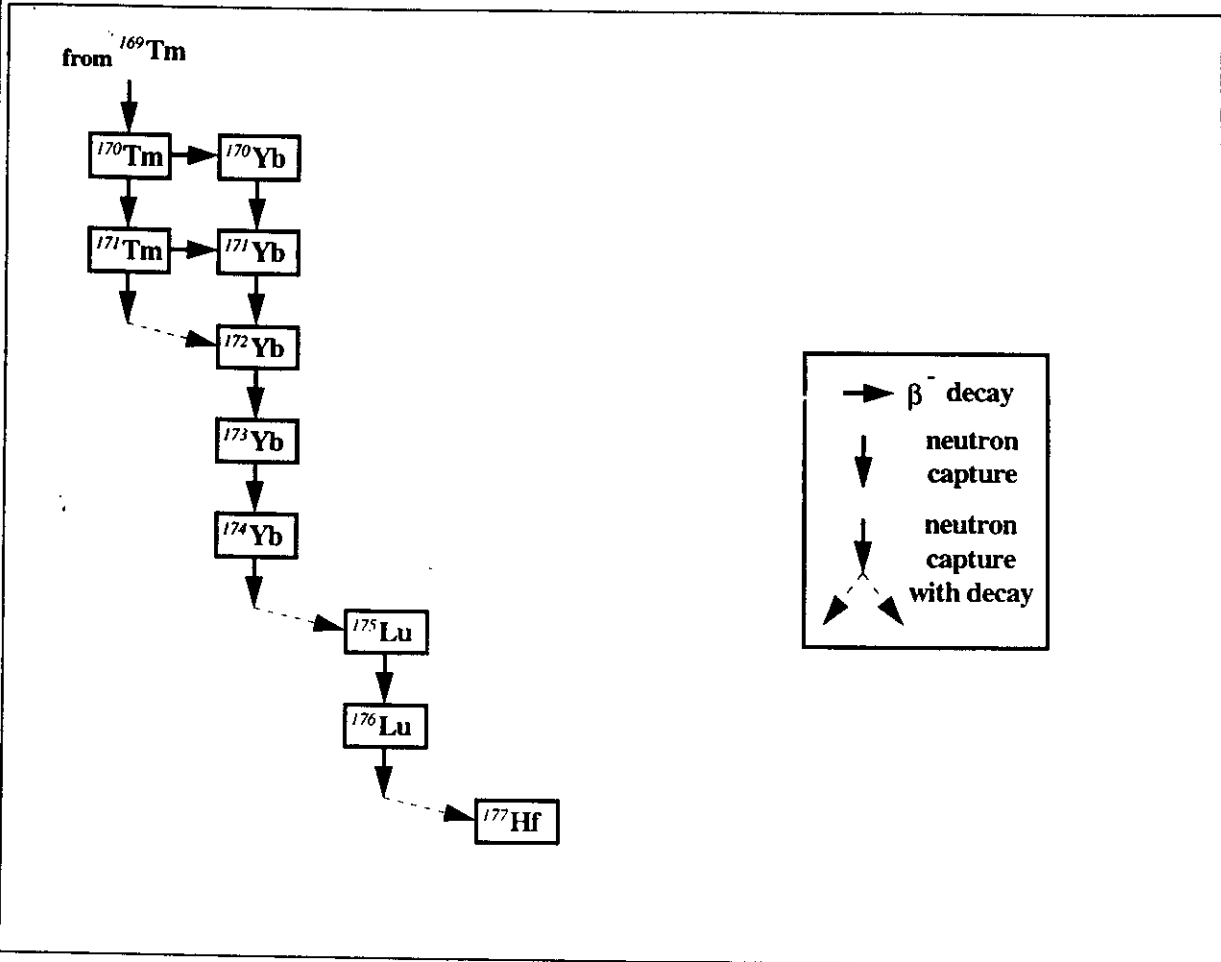 from ¹⁶⁹Tm
¹⁷⁰Tm ¹⁷⁰Yb
¹⁷¹Tm ¹⁷¹Yb
¹⁷²Yb
¹⁷³Yb
¹⁷⁴Yb
¹⁷⁵Lu
¹⁷⁶Lu
¹⁷⁷Hf
β⁻ decay
neutron
capture
neutron
capture
with decay